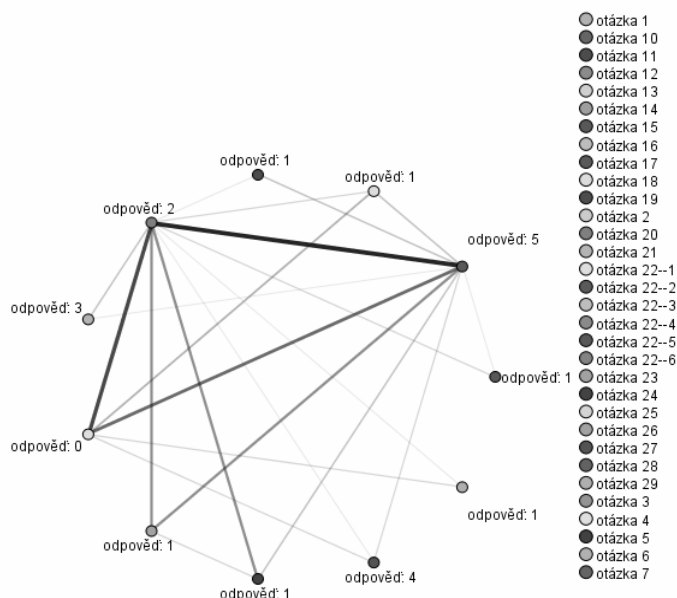 odpověď: 1
odpověď: 1
odpověď: 2
odpověď: 5
odpověď: 3
odpověď: 1
odpověď: 0
odpověď: 1
odpověď: 1
odpověď: 4
odpověď: 1
otázka 1
otázka 10
otázka 11
otázka 12
otázka 13
otázka 14
otázka 15
otázka 16
otázka 17
otázka 18
otázka 19
otázka 2
otázka 20
otázka 21
otázka 22--1
otázka 22--2
otázka 22--3
otázka 22--4
otázka 22--5
otázka 22--6
otázka 23
otázka 24
otázka 25
otázka 26
otázka 27
otázka 28
otázka 29
otázka 3
otázka 4
otázka 5
otázka 6
otázka 7